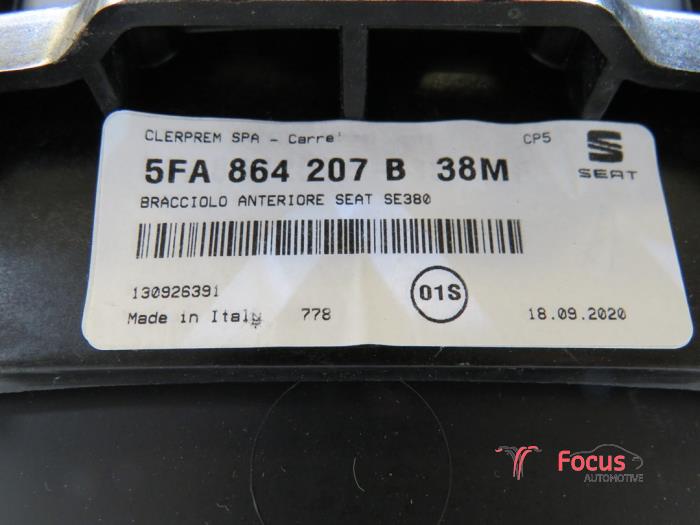 CLERPREM SPA - Carre'
CP5
SEAT
5FA 864 207 B 38M
BRACCIOLO ANTERIORE SEAT SE380
130926391
01S
Made in Italy 778
18.09.2020
Focus
AUTOMOTIVE